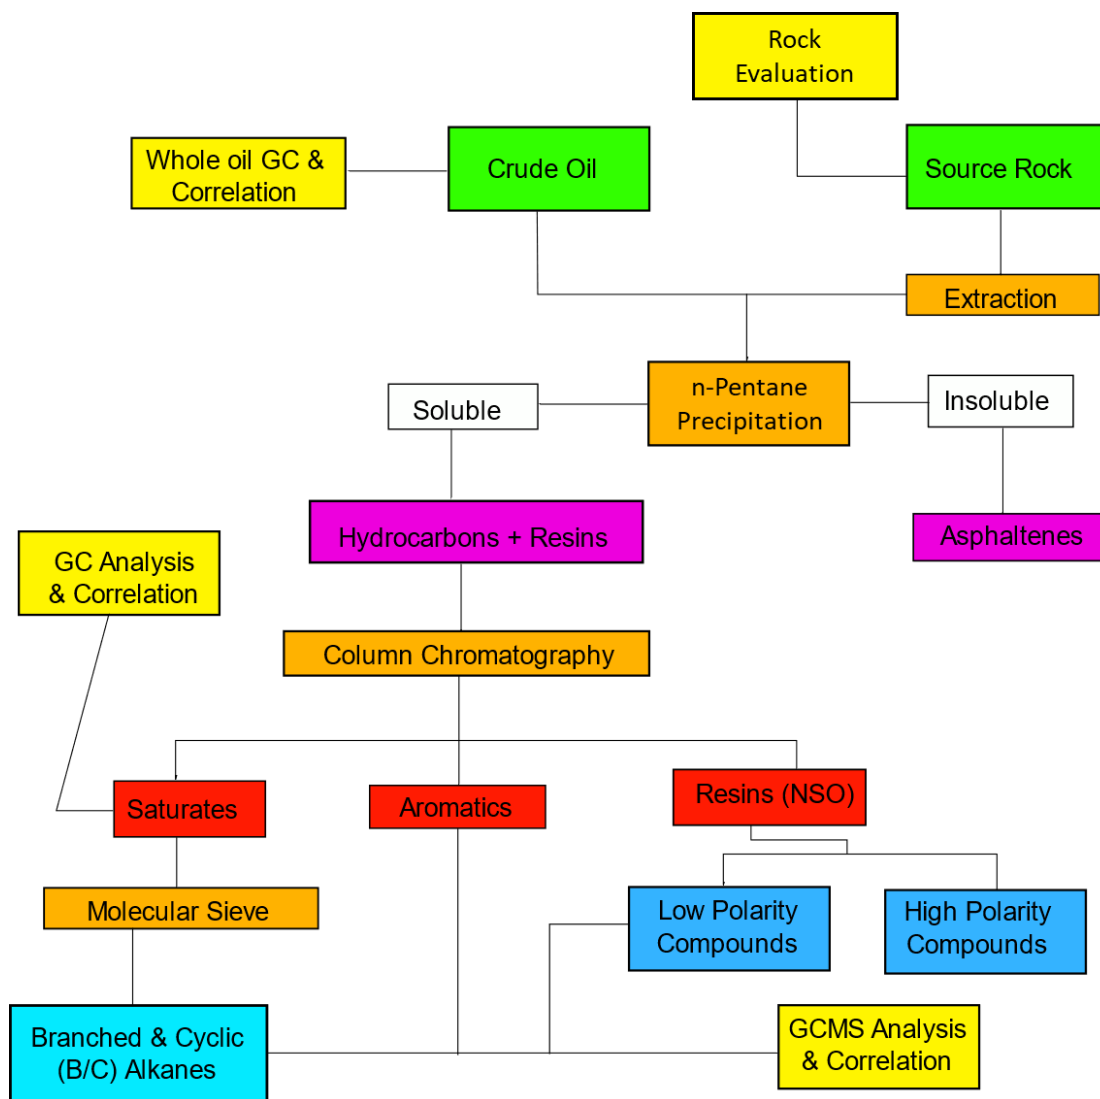 Rock
Evaluation
Whole oil GC &
Correlation
Crude Oil
Source Rock
Extraction
n-Pentane
Precipitation
Soluble
Insoluble
Hydrocarbons + Resins
Asphaltenes
GC Analysis
& Correlation
Column Chromatography
Saturates
Aromatics
Resins (NSO)
Molecular Sieve
Low Polarity
Compounds
High Polarity
Compounds
Branched & Cyclic
(B/C) Alkanes
GCMS Analysis
& Correlation